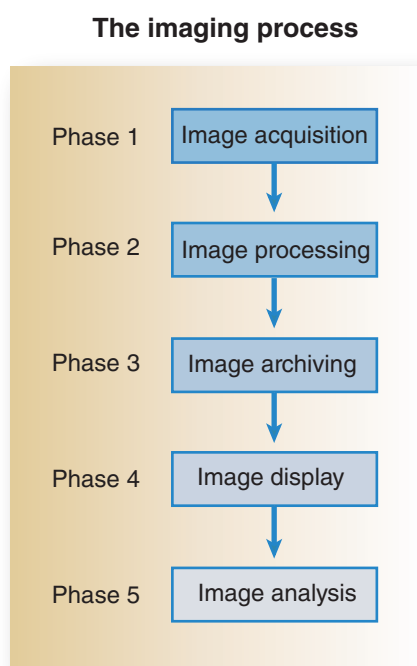 The imaging process
Phase 1 Image acquisition
Phase 2 Image processing
Phase 3 Image archiving
Phase 4 Image display
Phase 5 Image analysis